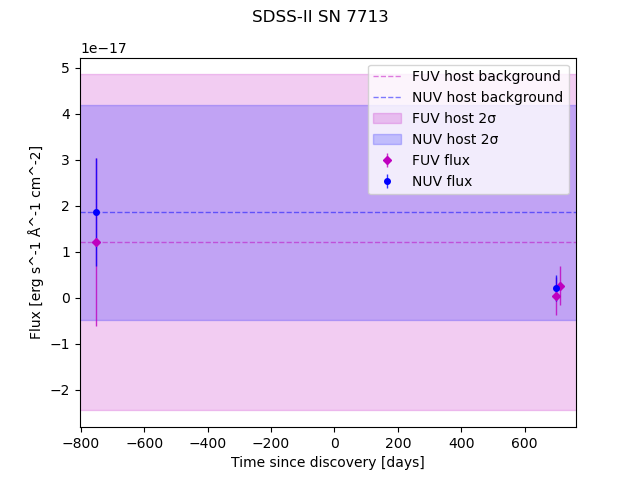 SDSS-II SN 7713
1e−17
5
4
3
2
1
0
−1
−2
Flux [erg s^-1 Å^-1 cm^-2]
−800
−600
−400
−200
0
200
400
600
Time since discovery [days]
FUV host background
NUV host background
FUV host 2σ
NUV host 2σ
FUV flux
NUV flux